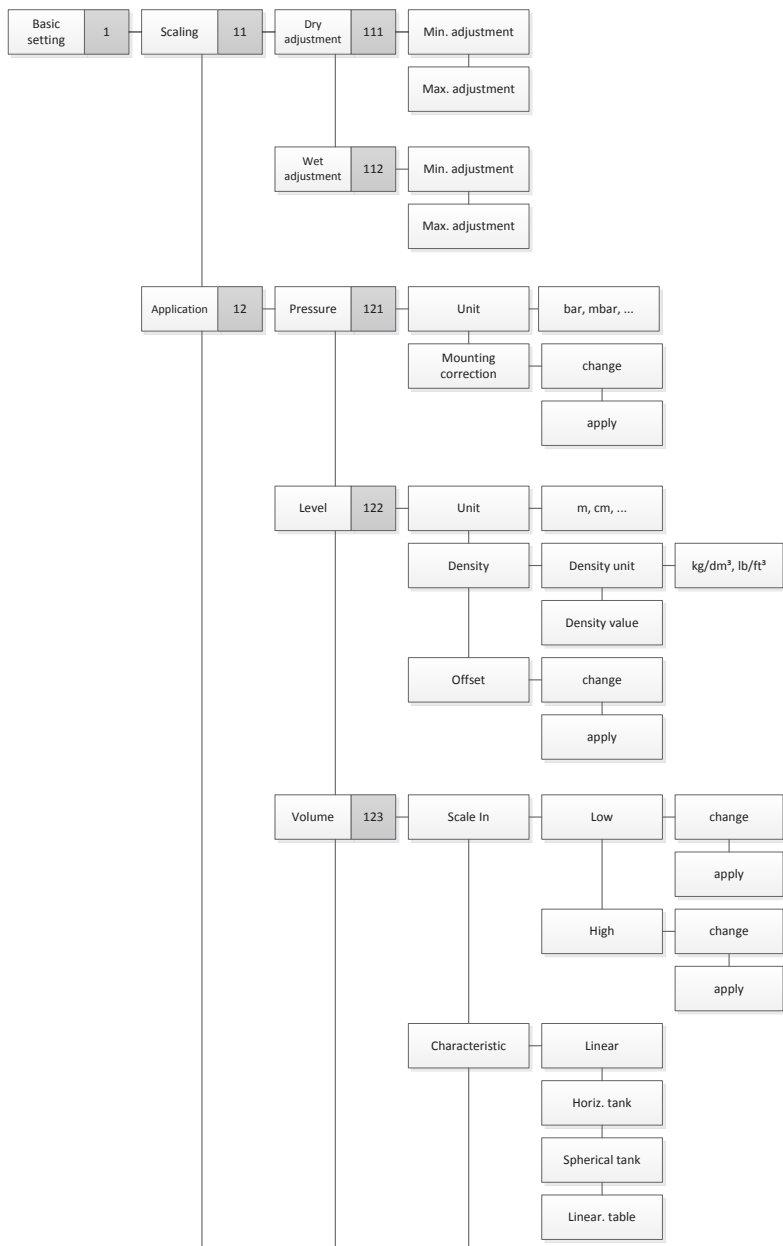 Basic
setting
1
Scaling
11
Dry
adjustment
111
Min. adjustment
Max. adjustment
Wet
adjustment
112
Min. adjustment
Max. adjustment
Application
12
Pressure
121
Unit
bar, mbar, ...
Mounting
correction
change
apply
Level
122
Unit
m, cm, ...
Density
Density unit
kg/dm³, lb/ft³
Density value
Offset
change
apply
Volume
123
Scale In
Low
change
apply
High
change
apply
Characteristic
Linear
Horiz. tank
Spherical tank
Linear. table